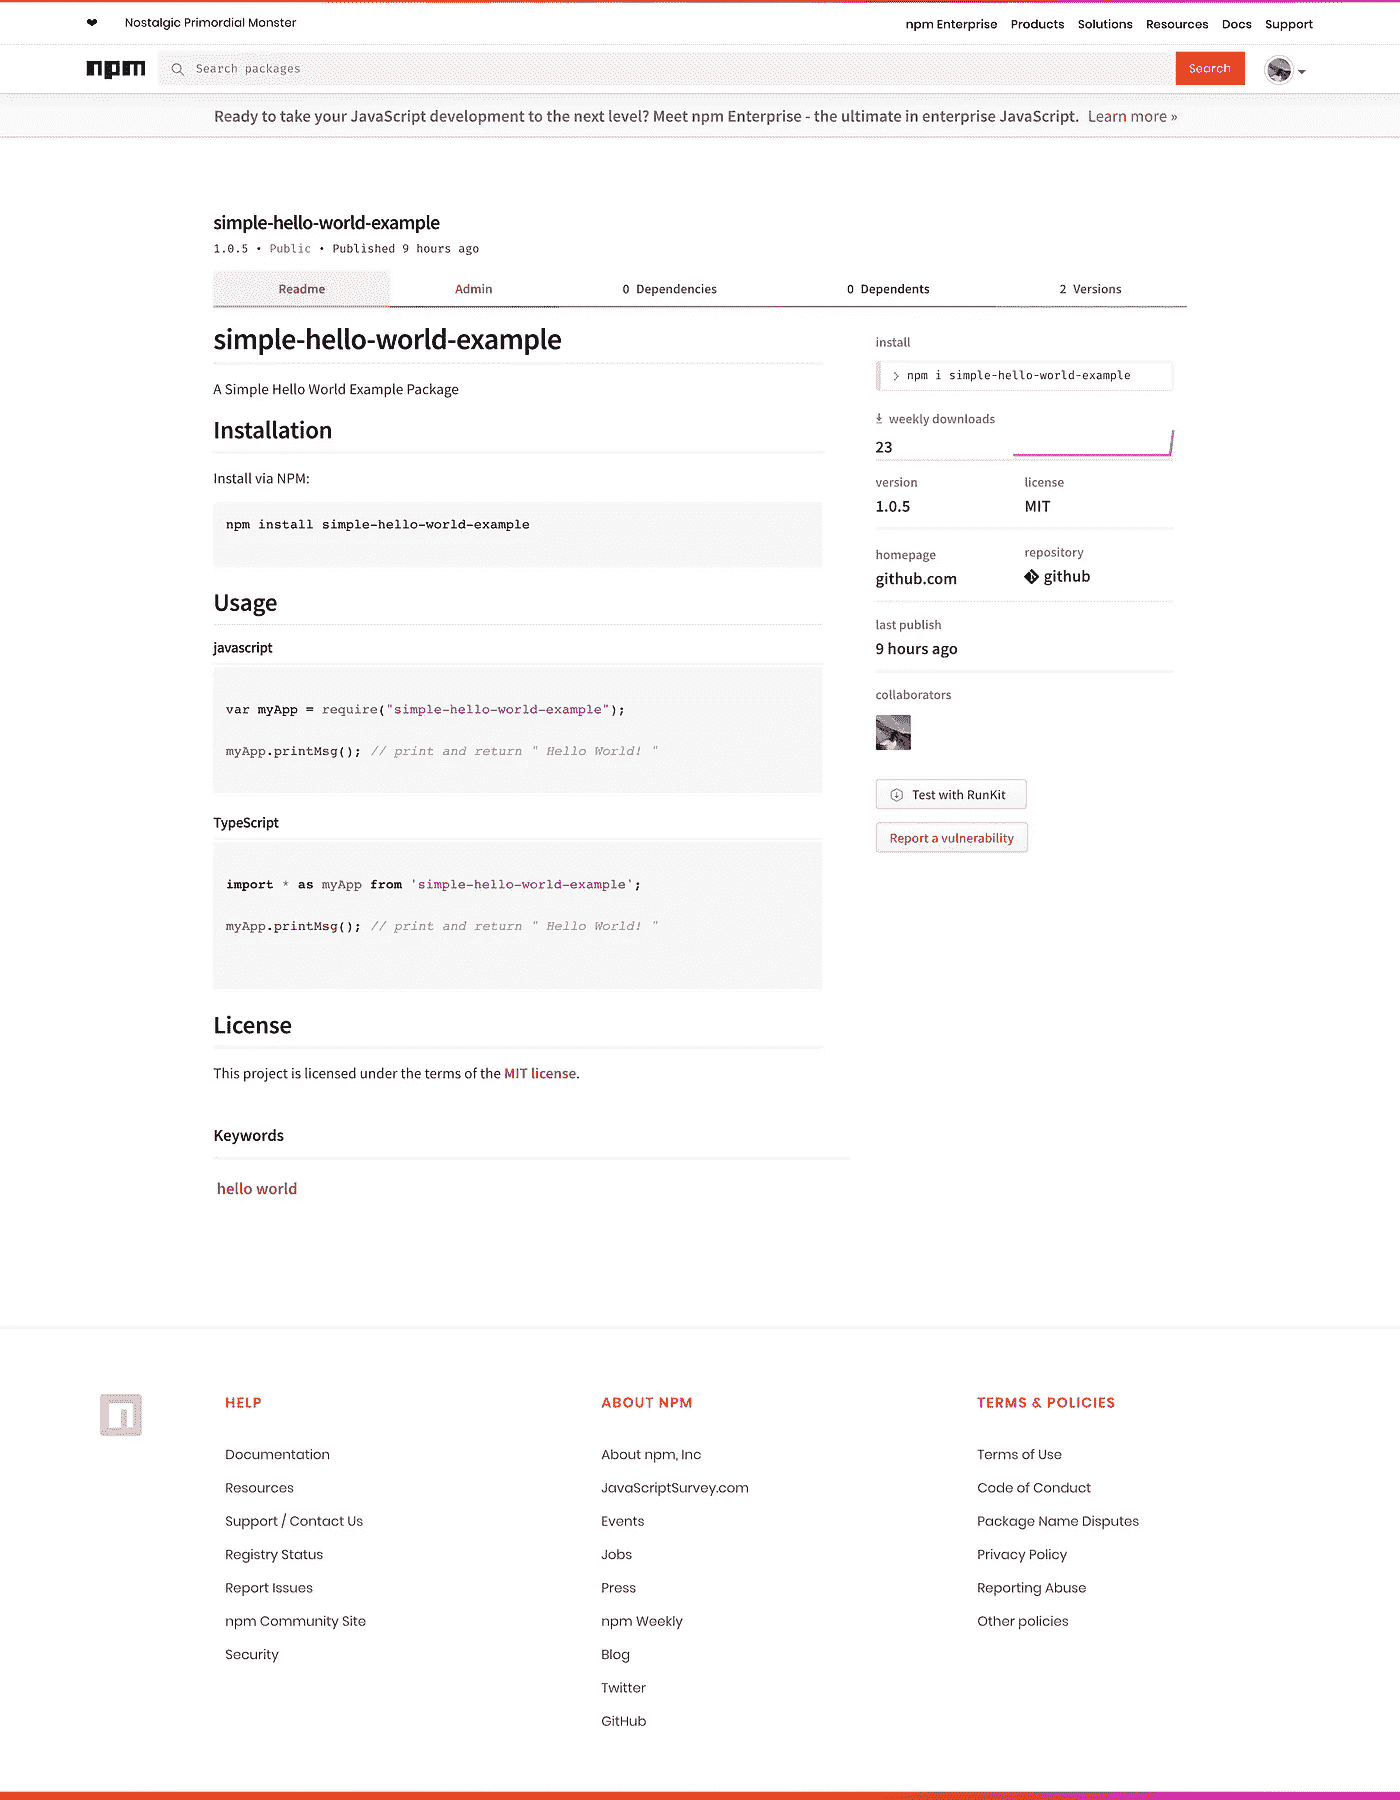 ❤ Nostalgic Primordial Monster npm Enterprise Products Solutions Resources Docs Support
npm Search packages Search
Ready to take your JavaScript development to the next level? Meet npm Enterprise - the ultimate in enterprise JavaScript. Learn more »
simple-hello-world-example
1.0.5 • Public • Published 9 hours ago
Readme Admin 0 Dependencies 0 Dependents 2 Versions
simple-hello-world-example
A Simple Hello World Example Package
Installation
Install via NPM:
npm install simple-hello-world-example
Usage
javascript
var myApp = require("simple-hello-world-example");
myApp.printMsg(); // print and return " Hello World! "
TypeScript
import * as myApp from 'simple-hello-world-example';
myApp.printMsg(); // print and return " Hello World! "
License
This project is licensed under the terms of the MIT license.
Keywords
hello world
install
> npm i simple-hello-world-example
weekly downloads
23
version license
1.0.5 MIT
homepage repository
github.com github
last publish
9 hours ago
collaborators
Test with RunKit
Report a vulnerability
HELP
Documentation
Resources
Support / Contact Us
Registry Status
Report Issues
npm Community Site
Security
ABOUT NPM
About npm, Inc
JavaScriptSurvey.com
Events
Jobs
Press
npm Weekly
Blog
Twitter
GitHub
TERMS & POLICIES
Terms of Use
Code of Conduct
Package Name Disputes
Privacy Policy
Reporting Abuse
Other policies